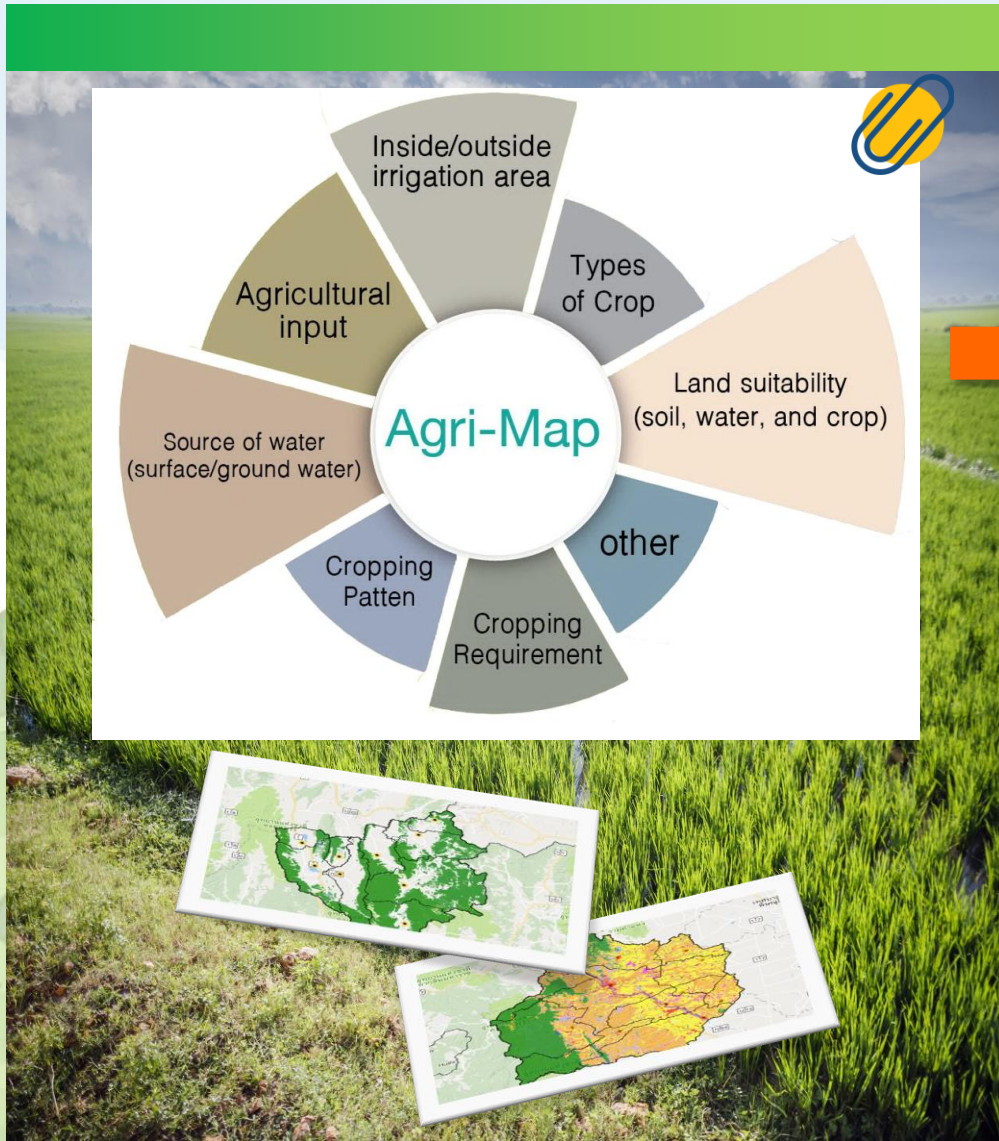 Inside/outside
irrigation area
Types
of Crop
Land suitability
(soil, water, and crop)
other
Cropping
Requirement
Cropping
Patten
Source of water
(surface/ground water)
Agricultural
input
Agri-Map